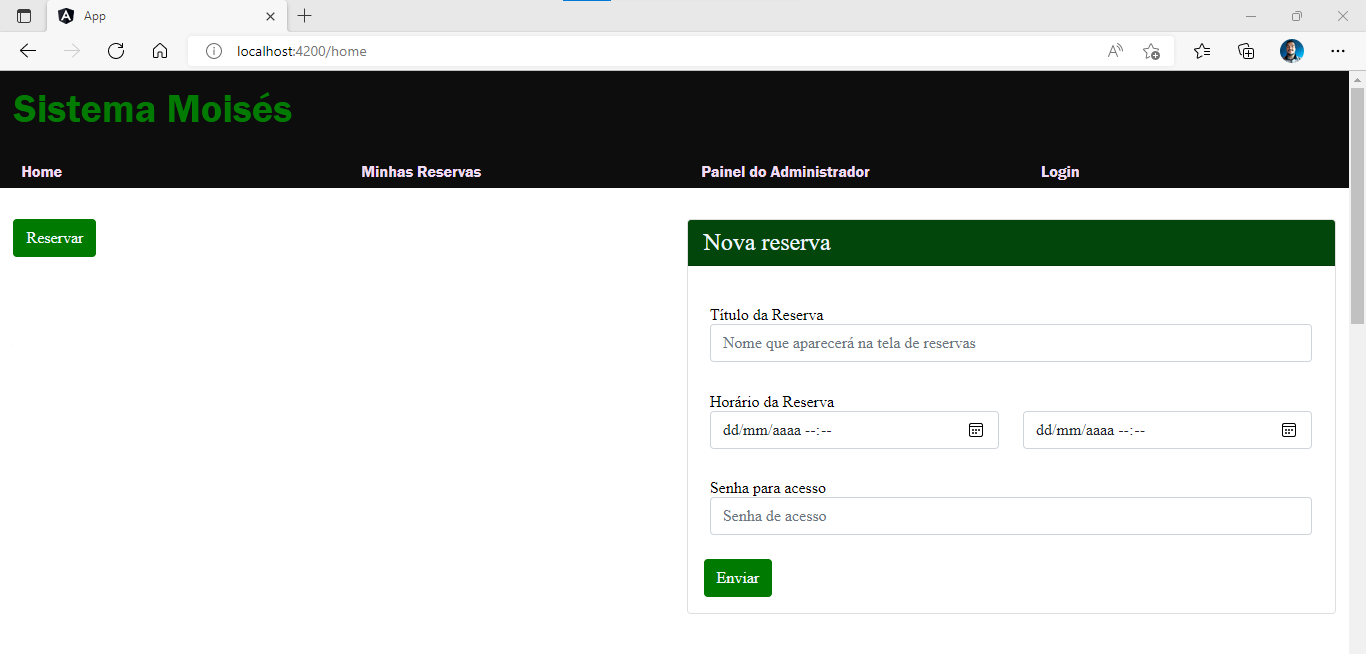 App
localhost:4200/home
Sistema Moisés
Home Minhas Reservas Painel do Administrador Login
Reservar
Nova reserva
Título da Reserva
Nome que aparecerá na tela de reservas
Horário da Reserva
dd/mm/aaaa --:-- dd/mm/aaaa --:--
Senha para acesso
Senha de acesso
Enviar